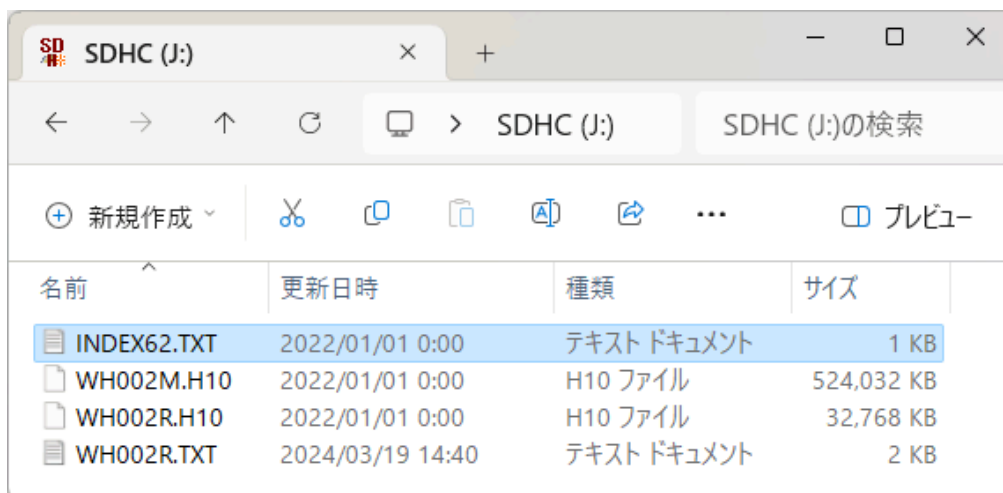 SDHC (J:)
SDHC (J:) SDHC (J:)の検索
新規作成 プレビュー
名前 更新日時 種類 サイズ
INDEX62.TXT 2022/01/01 0:00 テキスト ドキュメント 1 KB
WH002M.H10 2022/01/01 0:00 H10 ファイル 524,032 KB
WH002R.H10 2022/01/01 0:00 H10 ファイル 32,768 KB
WH002R.TXT 2024/03/19 14:40 テキスト ドキュメント 2 KB